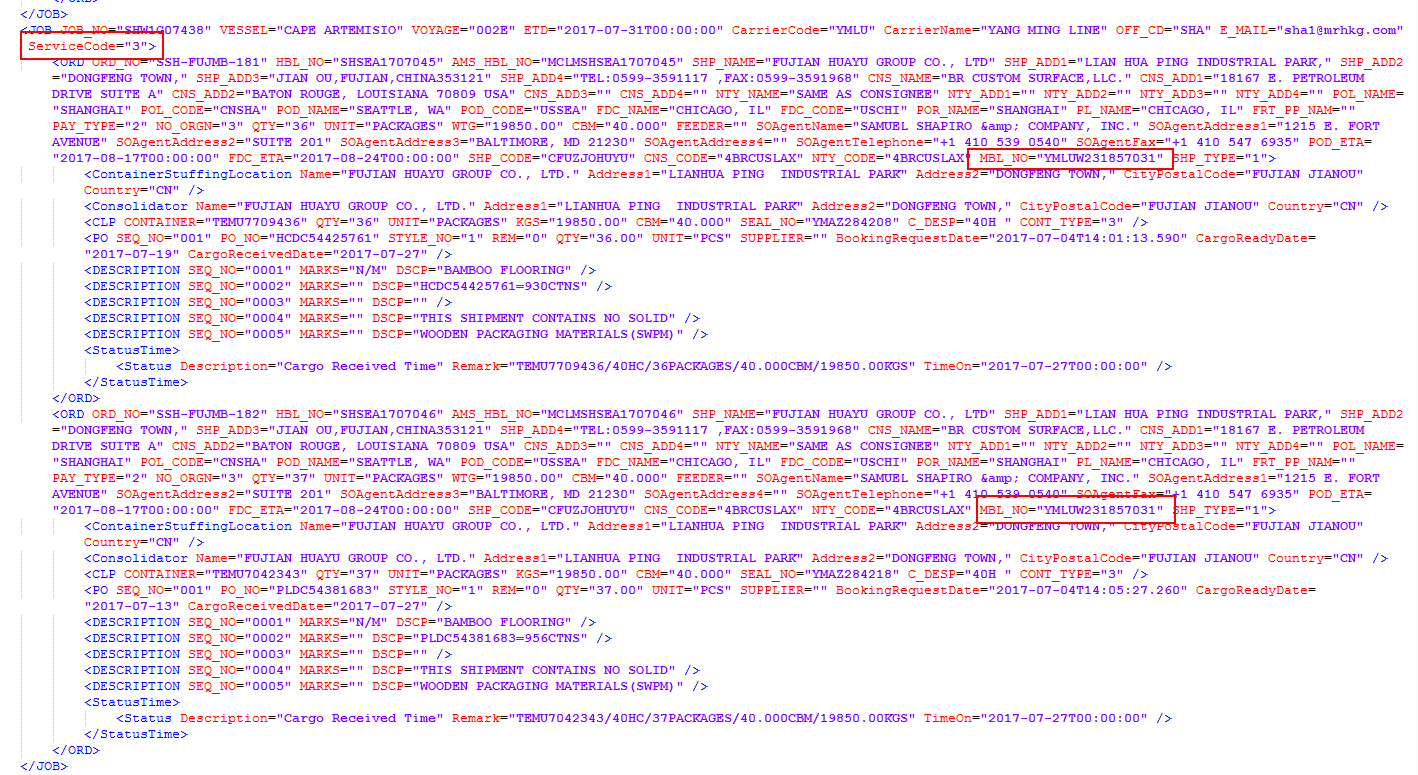 </JOB>
<JOB JOB_NO="SHW1G07438" VESSEL="CAPE ARTEMISIO" VOYAGE="002E" ETD="2017-07-31T00:00:00" CarrierCode="YMLU" CarrierName="YANG MING LINE" OFF_CD="SHA" E_MAIL="sha1@mrhkg.com"
ServiceCode="3">
<ORD ORD_NO="SSH-FUJMB-181" HBL_NO="SHSEA1707045" AMS_HBL_NO="MCLMSHSEA1707045" SHP_NAME="FUJIAN HUAYU GROUP CO., LTD" SHP_ADD1="LIAN HUA PING INDUSTRIAL PARK," SHP_ADD2
="DONGFENG TOWN," SHP_ADD3="JIAN OU,FUJIAN,CHINA353121" SHP_ADD4="TEL:0599-3591117 ,FAX:0599-3591968" CNS_NAME="BR CUSTOM SURFACE,LLC." CNS_ADD1="18167 E. PETROLEUM
DRIVE SUITE A" CNS_ADD2="BATON ROUGE, LOUISIANA 70809 USA" CNS_ADD3="" CNS_ADD4="" NTY_NAME="SAME AS CONSIGNEE" NTY_ADD1="" NTY_ADD2="" NTY_ADD3="" NTY_ADD4="" POL_NAME=
"SHANGHAI" POL_CODE="CNSHA" POD_NAME="SEATTLE, WA" POD_CODE="USSEA" FDC_NAME="CHICAGO, IL" FDC_CODE="USCHI" POR_NAME="SHANGHAI" PL_NAME="CHICAGO, IL" FRT_PP_NAM=""
PAY_TYPE="2" NO_ORGN="3" QTY="36" UNIT="PACKAGES" WTG="19850.00" CBM="40.000" FEEDER="" SOAgentName="SAMUEL SHAPIRO &amp; COMPANY, INC." SOAgentAddress1="1215 E. FORT
AVENUE" SOAgentAddress2="SUITE 201" SOAgentAddress3="BALTIMORE, MD 21230" SOAgentAddress4="" SOAgentTelephone="+1 410 539 0540" SOAgentFax="+1 410 547 6935" POD_ETA=
"2017-08-17T00:00:00" FDC_ETA="2017-08-24T00:00:00" SHP_CODE="CFUZJOHUYU" CNS_CODE="4BRCUSLAX" NTY_CODE="4BRCUSLAX" MBL_NO="YMLUW231857031" SHP_TYPE="1">
<ContainerStuffingLocation Name="FUJIAN HUAYU GROUP CO., LTD." Address1="LIANHUA PING  INDUSTRIAL PARK" Address2="DONGFENG TOWN," CityPostalCode="FUJIAN JIANOU"
Country="CN" />
<Consolidator Name="FUJIAN HUAYU GROUP CO., LTD." Address1="LIANHUA PING  INDUSTRIAL PARK" Address2="DONGFENG TOWN," CityPostalCode="FUJIAN JIANOU" Country="CN" />
<CLP CONTAINER="TEMU7709436" QTY="36" UNIT="PACKAGES" KGS="19850.00" CBM="40.000" SEAL_NO="YMAZ284208" C_DESP="40H " CONT_TYPE="3" />
<PO SEQ_NO="001" PO_NO="HCDC54425761" STYLE_NO="1" REM="0" QTY="36.00" UNIT="PCS" SUPPLIER="" BookingRequestDate="2017-07-04T14:01:13.590" CargoReadyDate=
"2017-07-19" CargoReceivedDate="2017-07-27" />
<DESCRIPTION SEQ_NO="0001" MARKS="N/M" DSCP="BAMBOO FLOORING" />
<DESCRIPTION SEQ_NO="0002" MARKS="" DSCP="HCDC54425761=930CTNS" />
<DESCRIPTION SEQ_NO="0003" MARKS="" DSCP="" />
<DESCRIPTION SEQ_NO="0004" MARKS="" DSCP="THIS SHIPMENT CONTAINS NO SOLID" />
<DESCRIPTION SEQ_NO="0005" MARKS="" DSCP="WOODEN PACKAGING MATERIALS(SWPM)" />
<StatusTime>
<Status Description="Cargo Received Time" Remark="TEMU7709436/40HC/36PACKAGES/40.000CBM/19850.00KGS" TimeOn="2017-07-27T00:00:00" />
</StatusTime>
</ORD>
<ORD ORD_NO="SSH-FUJMB-182" HBL_NO="SHSEA1707046" AMS_HBL_NO="MCLMSHSEA1707046" SHP_NAME="FUJIAN HUAYU GROUP CO., LTD" SHP_ADD1="LIAN HUA PING INDUSTRIAL PARK," SHP_ADD2
="DONGFENG TOWN," SHP_ADD3="JIAN OU,FUJIAN,CHINA353121" SHP_ADD4="TEL:0599-3591117 ,FAX:0599-3591968" CNS_NAME="BR CUSTOM SURFACE,LLC." CNS_ADD1="18167 E. PETROLEUM
DRIVE SUITE A" CNS_ADD2="BATON ROUGE, LOUISIANA 70809 USA" CNS_ADD3="" CNS_ADD4="" NTY_NAME="SAME AS CONSIGNEE" NTY_ADD1="" NTY_ADD2="" NTY_ADD3="" NTY_ADD4="" POL_NAME=
"SHANGHAI" POL_CODE="CNSHA" POD_NAME="SEATTLE, WA" POD_CODE="USSEA" FDC_NAME="CHICAGO, IL" FDC_CODE="USCHI" POR_NAME="SHANGHAI" PL_NAME="CHICAGO, IL" FRT_PP_NAM=""
PAY_TYPE="2" NO_ORGN="3" QTY="37" UNIT="PACKAGES" WTG="19850.00" CBM="40.000" FEEDER="" SOAgentName="SAMUEL SHAPIRO &amp; COMPANY, INC." SOAgentAddress1="1215 E. FORT
AVENUE" SOAgentAddress2="SUITE 201" SOAgentAddress3="BALTIMORE, MD 21230" SOAgentAddress4="" SOAgentTelephone="+1 410 539 0540" SOAgentFax="+1 410 547 6935" POD_ETA=
"2017-08-17T00:00:00" FDC_ETA="2017-08-24T00:00:00" SHP_CODE="CFUZJOHUYU" CNS_CODE="4BRCUSLAX" NTY_CODE="4BRCUSLAX" MBL_NO="YMLUW231857031" SHP_TYPE="1">
<ContainerStuffingLocation Name="FUJIAN HUAYU GROUP CO., LTD." Address1="LIANHUA PING  INDUSTRIAL PARK" Address2="DONGFENG TOWN," CityPostalCode="FUJIAN JIANOU"
Country="CN" />
<Consolidator Name="FUJIAN HUAYU GROUP CO., LTD." Address1="LIANHUA PING  INDUSTRIAL PARK" Address2="DONGFENG TOWN," CityPostalCode="FUJIAN JIANOU" Country="CN" />
<CLP CONTAINER="TEMU7042343" QTY="37" UNIT="PACKAGES" KGS="19850.00" CBM="40.000" SEAL_NO="YMAZ284218" C_DESP="40H " CONT_TYPE="3" />
<PO SEQ_NO="001" PO_NO="PLDC54381683" STYLE_NO="1" REM="0" QTY="37.00" UNIT="PCS" SUPPLIER="" BookingRequestDate="2017-07-04T14:05:27.260" CargoReadyDate=
"2017-07-13" CargoReceivedDate="2017-07-27" />
<DESCRIPTION SEQ_NO="0001" MARKS="N/M" DSCP="BAMBOO FLOORING" />
<DESCRIPTION SEQ_NO="0002" MARKS="" DSCP="PLDC54381683=956CTNS" />
<DESCRIPTION SEQ_NO="0003" MARKS="" DSCP="" />
<DESCRIPTION SEQ_NO="0004" MARKS="" DSCP="THIS SHIPMENT CONTAINS NO SOLID" />
<DESCRIPTION SEQ_NO="0005" MARKS="" DSCP="WOODEN PACKAGING MATERIALS(SWPM)" />
<StatusTime>
<Status Description="Cargo Received Time" Remark="TEMU7042343/40HC/37PACKAGES/40.000CBM/19850.00KGS" TimeOn="2017-07-27T00:00:00" />
</StatusTime>
</ORD>
</JOB>